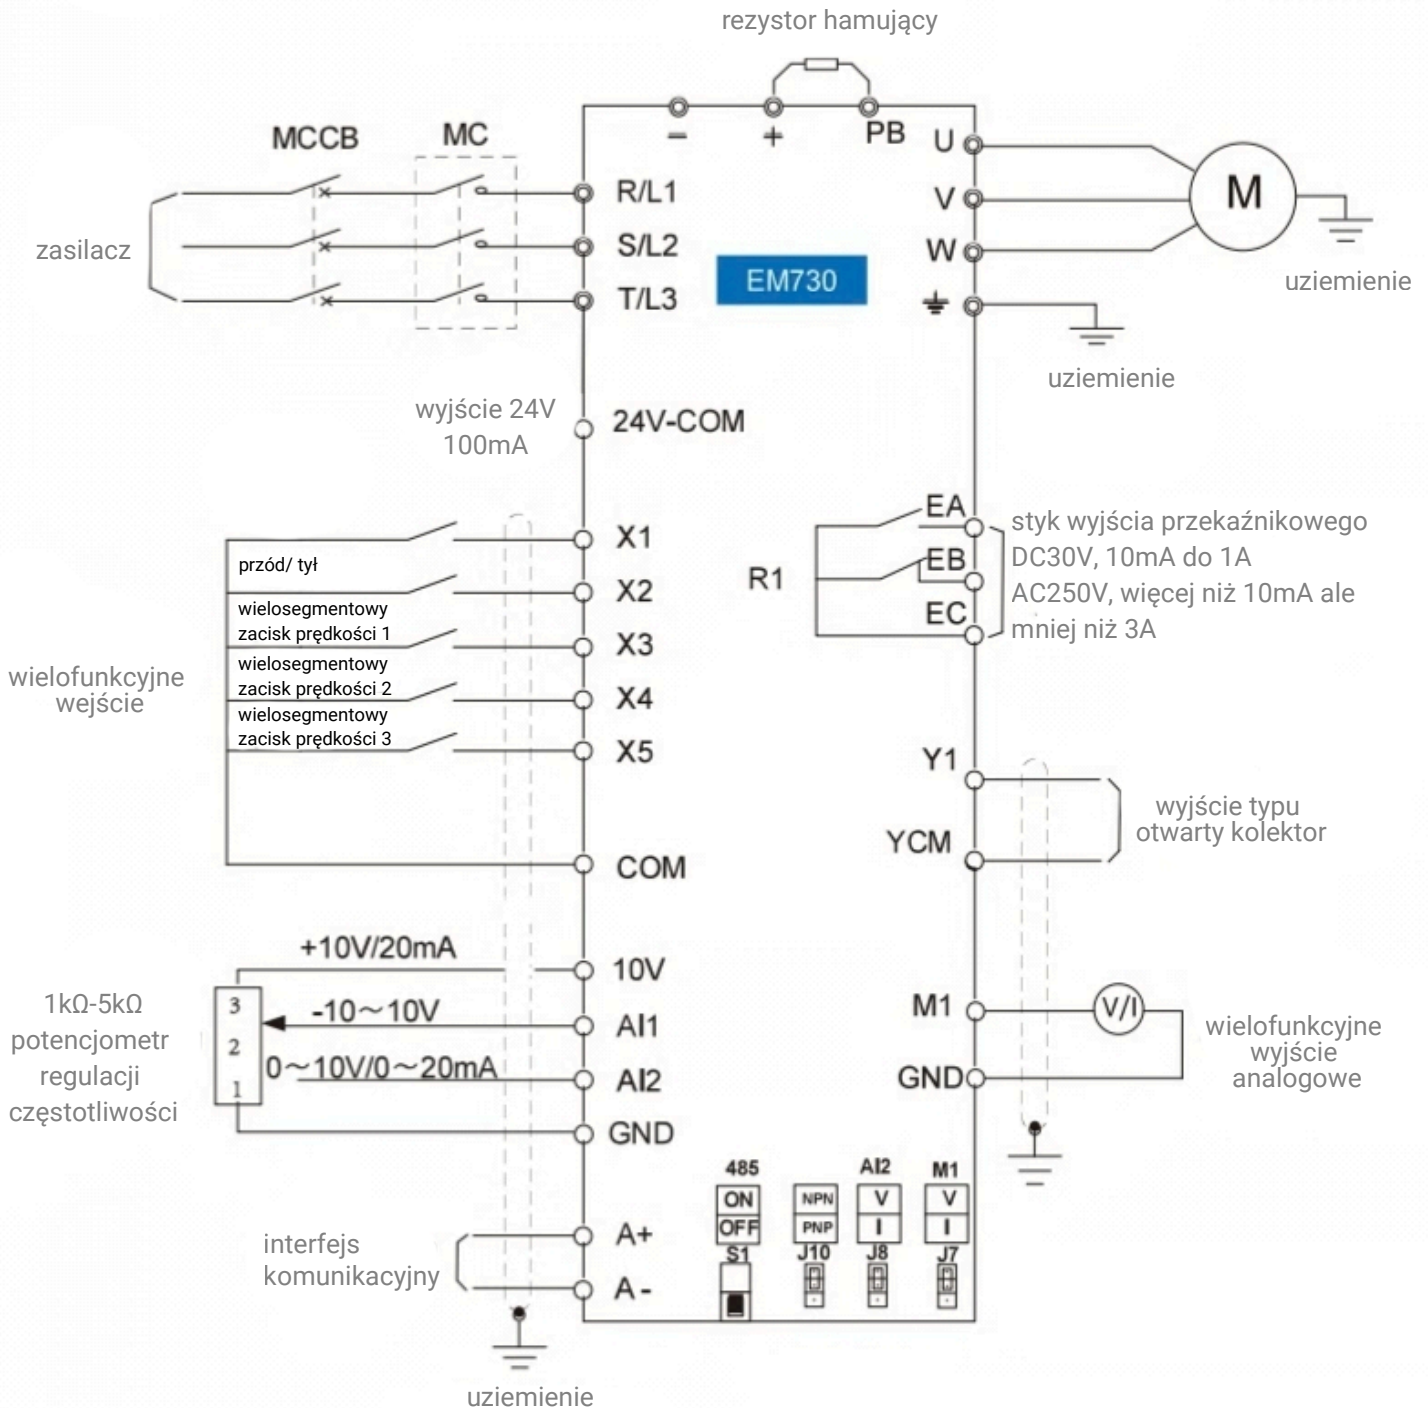 rezystor hamujący
MCCB
MC
- + PB
U
V
W
M
R/L1
S/L2
T/L3
zasilacz
EM730
uziemienie
uziemienie
wyjście 24V
100mA
24V-COM
X1
przód/ tył
X2
wielosegmentowy
zacisk prędkości 1
X3
wielosegmentowy
zacisk prędkości 2
X4
wielosegmentowy
zacisk prędkości 3
X5
wielofunkcyjne
wejście
COM
R1
EA
EB
EC
styk wyjścia przekaźnikowego
DC30V, 10mA do 1A
AC250V, więcej niż 10mA ale
mniej niż 3A
Y1
YCM
wyjście typu
otwarty kolektor
+10V/20mA
10V
-10~10V
AI1
0~10V/0~20mA
AI2
GND
3
2
1
1kΩ-5kΩ
potencjometr
regulacji
częstotliwości
M1
V/I
GND
wielofunkcyjne
wyjście
analogowe
485 AI2 M1
ON NPN V V
OFF PNP I I
S1 J10 J8 J7
A+
A -
interfejs
komunikacyjny
uziemienie